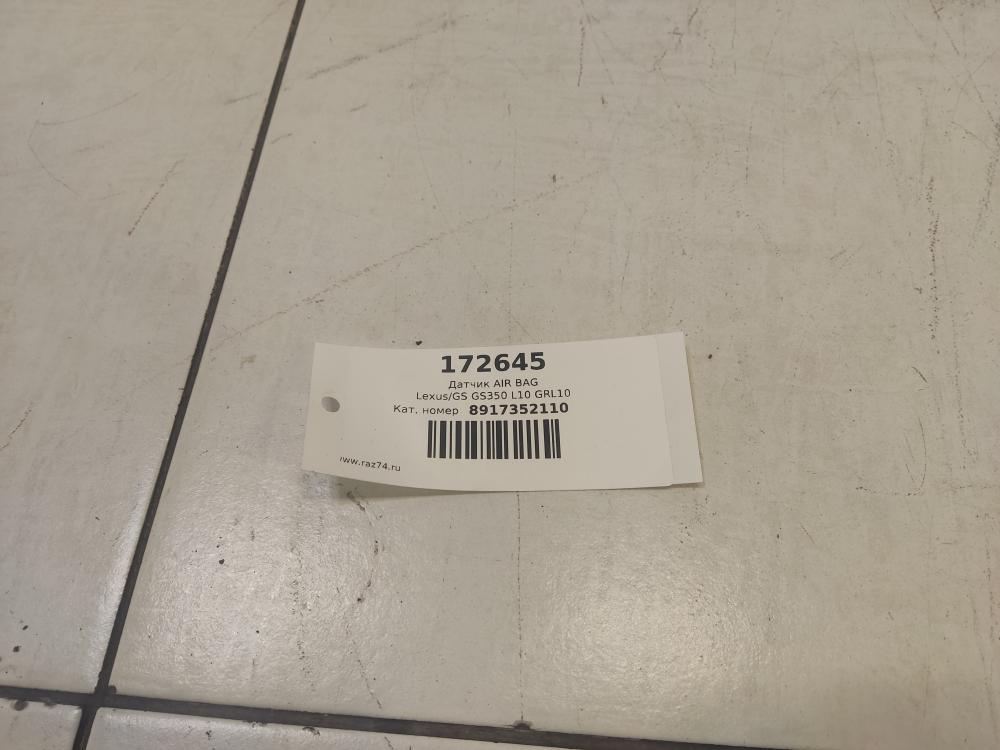 172645
Датчик AIR BAG
Lexus/GS GS350 L10 GRL10
Кат. номер 8917352110
www.raz74.ru